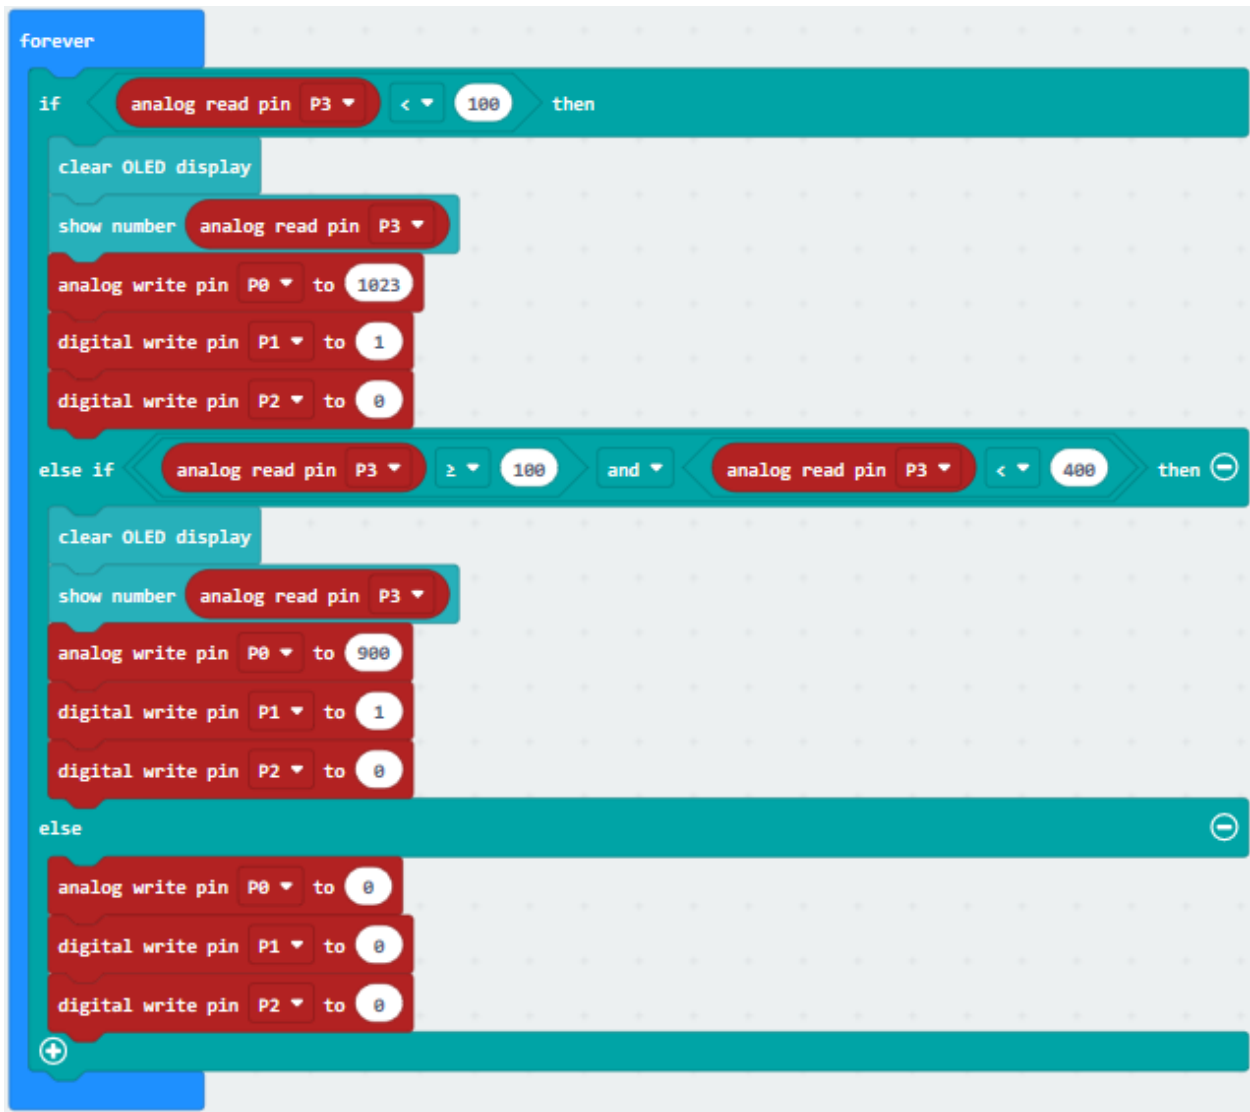 forever
if analog read pin P3 < 100 then
clear OLED display
show number analog read pin P3
analog write pin P0 to 1023
digital write pin P1 to 1
digital write pin P2 to 0
else if analog read pin P3 ≥ 100 and analog read pin P3 < 400 then
clear OLED display
show number analog read pin P3
analog write pin P0 to 900
digital write pin P1 to 1
digital write pin P2 to 0
else
analog write pin P0 to 0
digital write pin P1 to 0
digital write pin P2 to 0